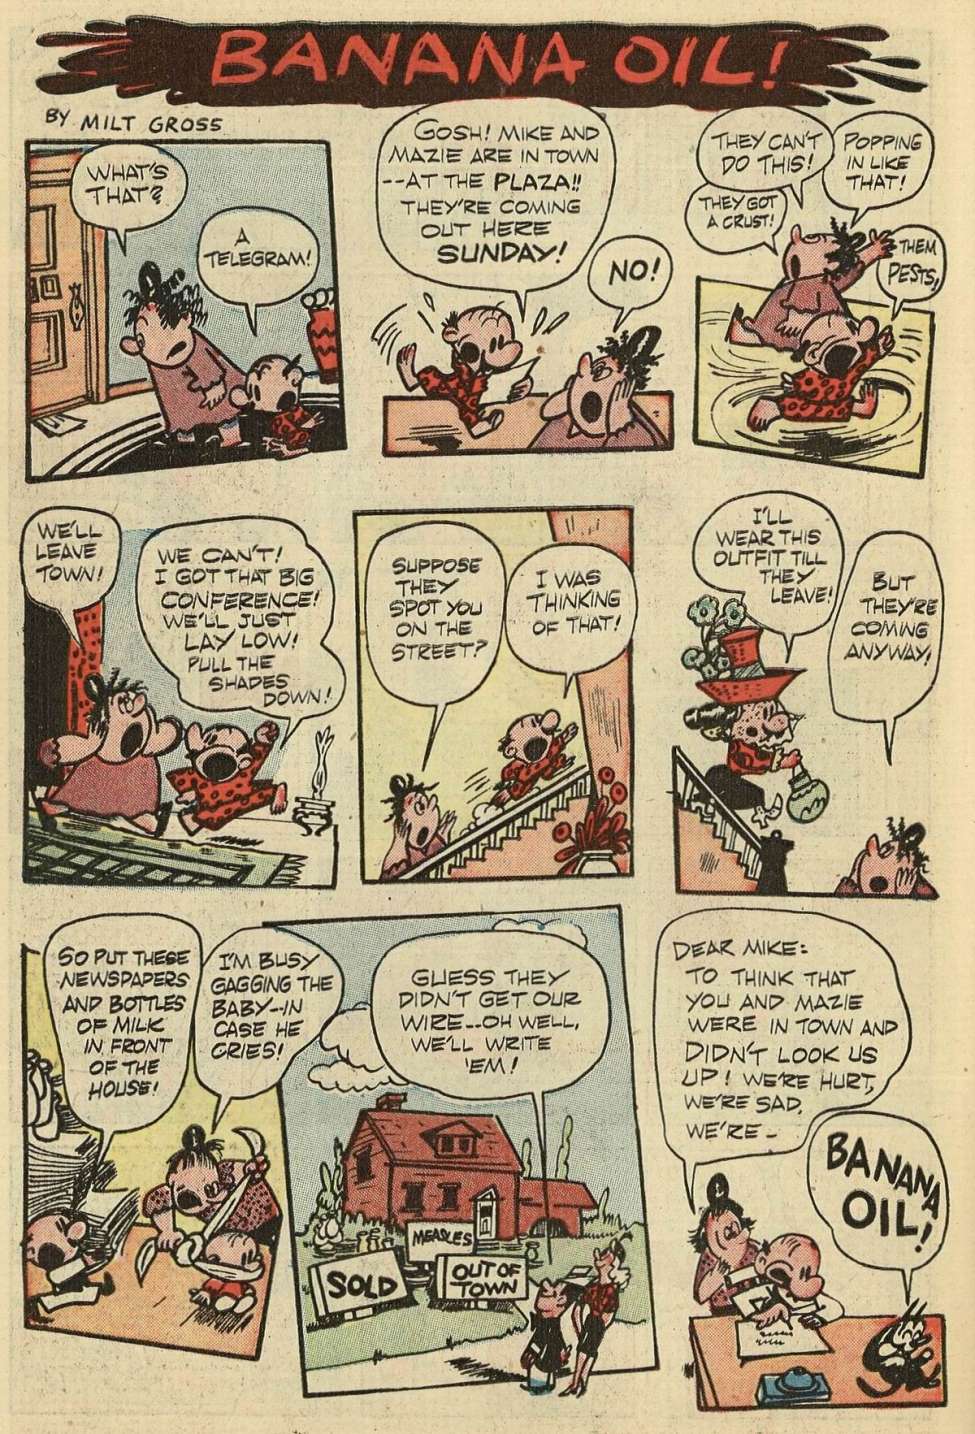 BANANA OIL!
BY MILT GROSS
WHAT'S
THAT?
A
TELEGRAM!
GOSH! MIKE AND
MAZIE ARE IN TOWN
--AT THE PLAZA!!
THEY'RE COMING
OUT HERE
SUNDAY!
NO!
THEY CAN'T
DO THIS!
POPPING
IN LIKE
THAT!
THEY GOT
A CRUST!
THEM
PESTS,
WE'LL
LEAVE
TOWN!
WE CAN'T!
I GOT THAT BIG
CONFERENCE!
WE'LL JUST
LAY LOW!
PULL THE
SHADES
DOWN!
SUPPOSE
THEY
SPOT YOU
ON THE
STREET?
I WAS
THINKING
OF THAT!
I'LL
WEAR THIS
OUTFIT TILL
THEY
LEAVE!
BUT
THEY'RE
COMING
ANYWAY!
SO PUT THESE
NEWSPAPERS
AND BOTTLES
OF MILK
IN FRONT
OF THE
HOUSE!
I'M BUSY
GAGGING THE
BABY--IN
CASE HE
CRIES!
GUESS THEY
DIDN'T GET OUR
WIRE--OH WELL,
WE'LL WRITE
'EM!
MEASLES
SOLD
OUT OF
TOWN
DEAR MIKE:
TO THINK THAT
YOU AND MAZIE
WERE IN TOWN AND
DIDN'T LOOK US
UP! WE'RE HURT,
WE'RE SAD,
WE'RE -
BANANA
OIL!